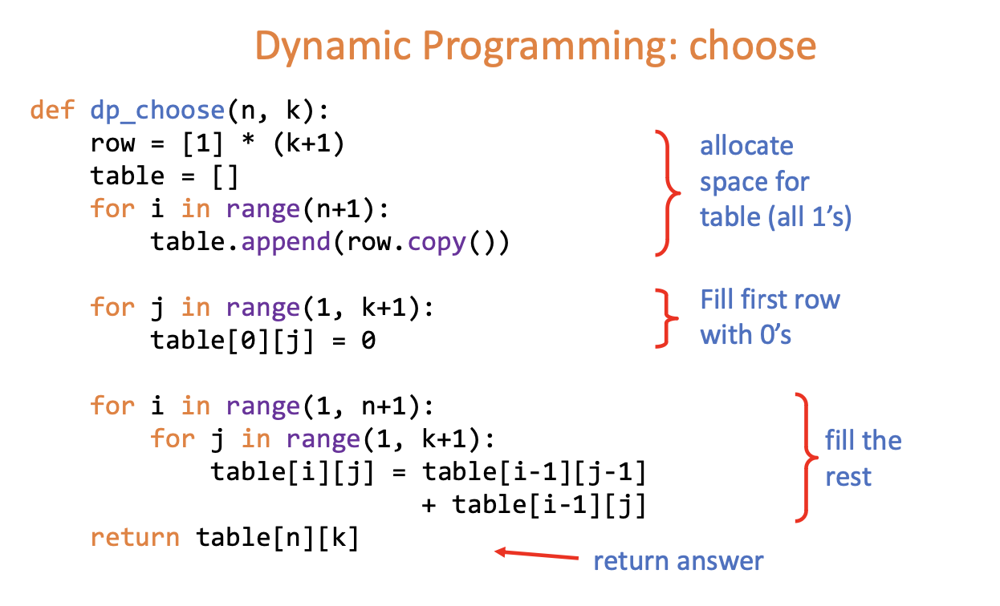 Dynamic Programming: choose
def dp_choose(n, k):
    row = [1] * (k+1)
    table = []
    for i in range(n+1):
        table.append(row.copy())
allocate
space for
table (all 1's)
    for j in range(1, k+1):
        table[0][j] = 0
Fill first row
with 0's
    for i in range(1, n+1):
        for j in range(1, k+1):
            table[i][j] = table[i-1][j-1]
                          + table[i-1][j]
fill the
rest
    return table[n][k]
return answer